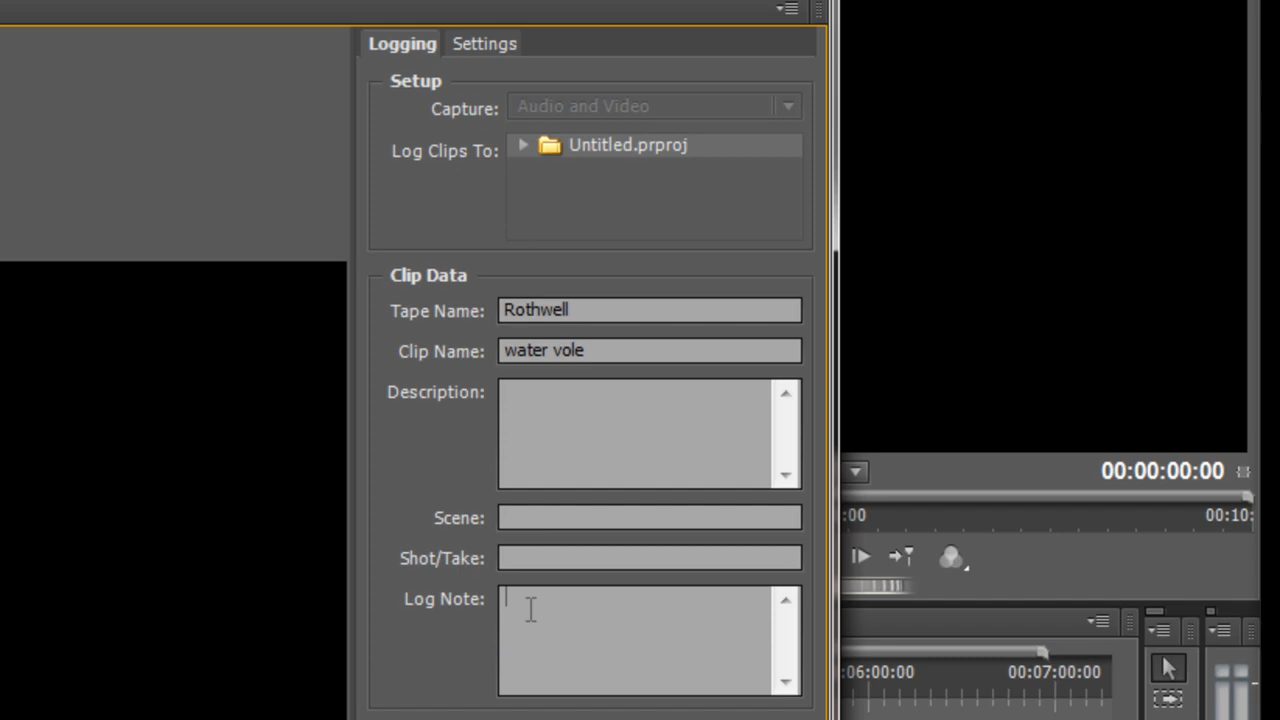 Logging Settings
Setup
Capture: Audio and Video
Log Clips To: Untitled.prproj
Clip Data
Tape Name: Rothwell
Clip Name: water vole
Description:
Scene:
Shot/Take:
Log Note:
00:00:00:00
:00 00:10:
:06:00:00 00:07:00:00